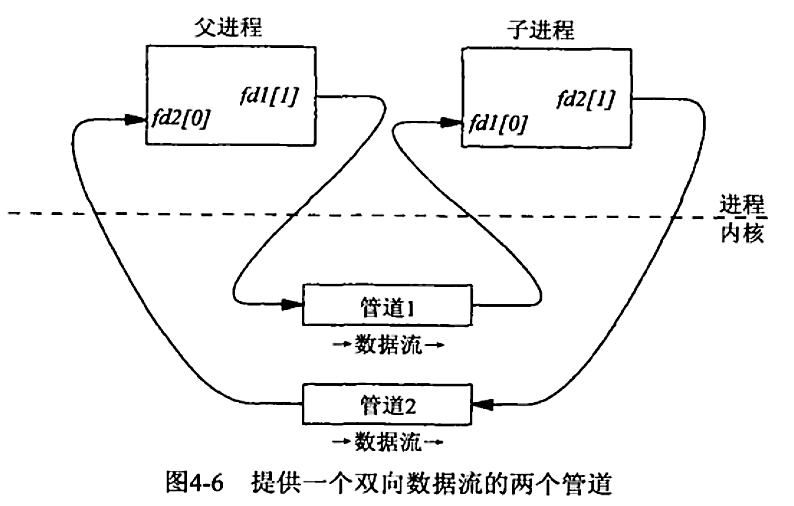 父进程
子进程
fd1[1]
fd2[0]
fd2[1]
fd1[0]
进程
内核
管道1
→数据流→
管道2
→数据流→
图4-6 提供一个双向数据流的两个管道